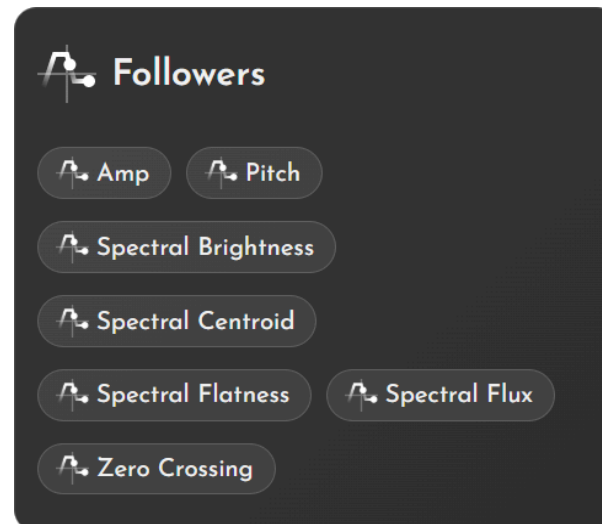 Followers
Amp Pitch
Spectral Brightness
Spectral Centroid
Spectral Flatness Spectral Flux
Zero Crossing